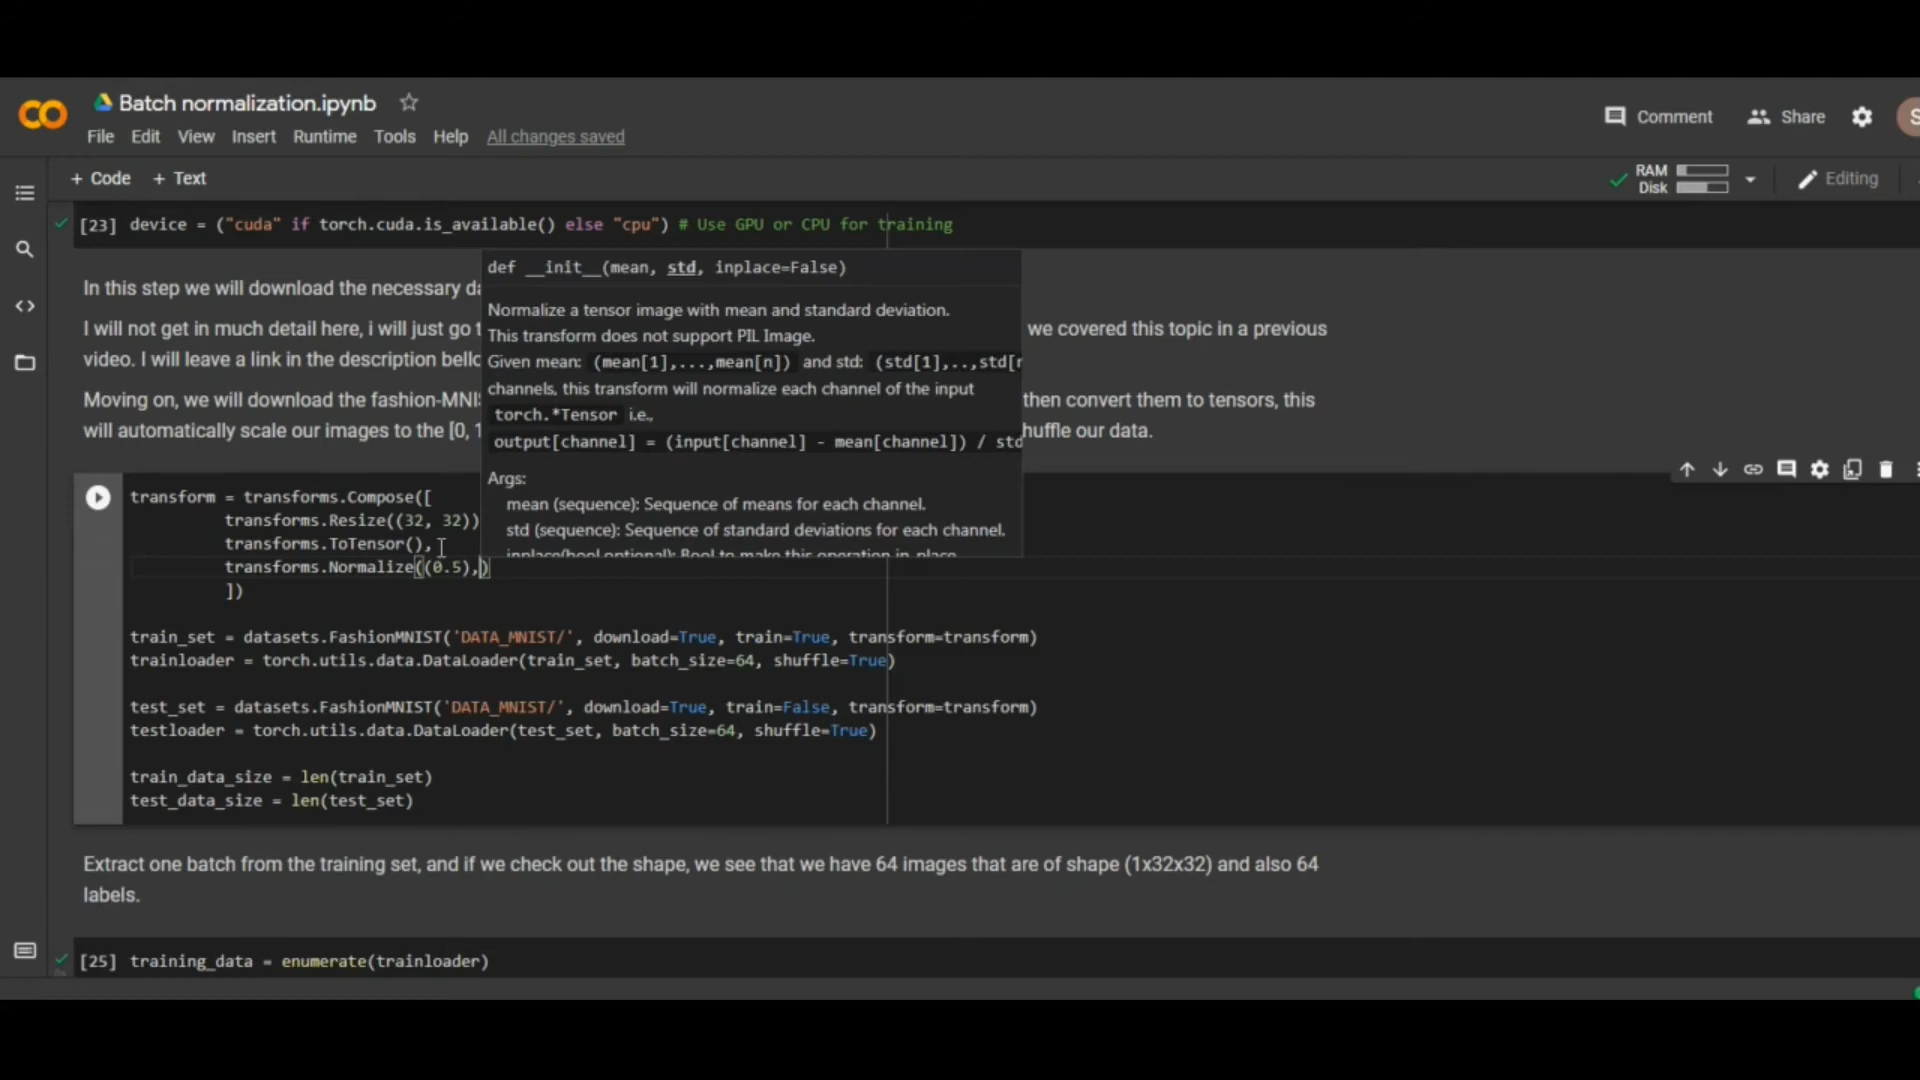 Batch normalization.ipynb
Comment
Share
S
File Edit View Insert Runtime Tools Help All changes saved
+ Code + Text
RAM
Disk
Editing
[23] device = ("cuda" if torch.cuda.is_available() else "cpu") # Use GPU or CPU for training
def __init__(mean, std, inplace=False)
In this step we will download the necessary da
Normalize a tensor image with mean and standard deviation.
I will not get in much detail here, i will just go t
we covered this topic in a previous
This transform does not support PIL Image.
video. I will leave a link in the description bello
Given mean: (mean[1],...,mean[n]) and std: (std[1],..,std[n
channels, this transform will normalize each channel of the input
Moving on, we will download the fashion-MNI
then convert them to tensors, this
torch.*Tensor i.e.,
will automatically scale our images to the [0, 1
huffle our data.
output[channel] = (input[channel] - mean[channel]) / std
Args:
mean (sequence): Sequence of means for each channel.
std (sequence): Sequence of standard deviations for each channel.
inplace(bool,optional): Bool to make this operation in-place.
transform = transforms.Compose([
transforms.Resize((32, 32))
transforms.ToTensor(),
transforms.Normalize((0.5),)
])
train_set = datasets.FashionMNIST('DATA_MNIST/', download=True, train=True, transform=transform)
trainloader = torch.utils.data.DataLoader(train_set, batch_size=64, shuffle=True)
test_set = datasets.FashionMNIST('DATA_MNIST/', download=True, train=False, transform=transform)
testloader = torch.utils.data.DataLoader(test_set, batch_size=64, shuffle=True)
train_data_size = len(train_set)
test_data_size = len(test_set)
Extract one batch from the training set, and if we check out the shape, we see that we have 64 images that are of shape (1x32x32) and also 64
labels.
[25] training_data = enumerate(trainloader)